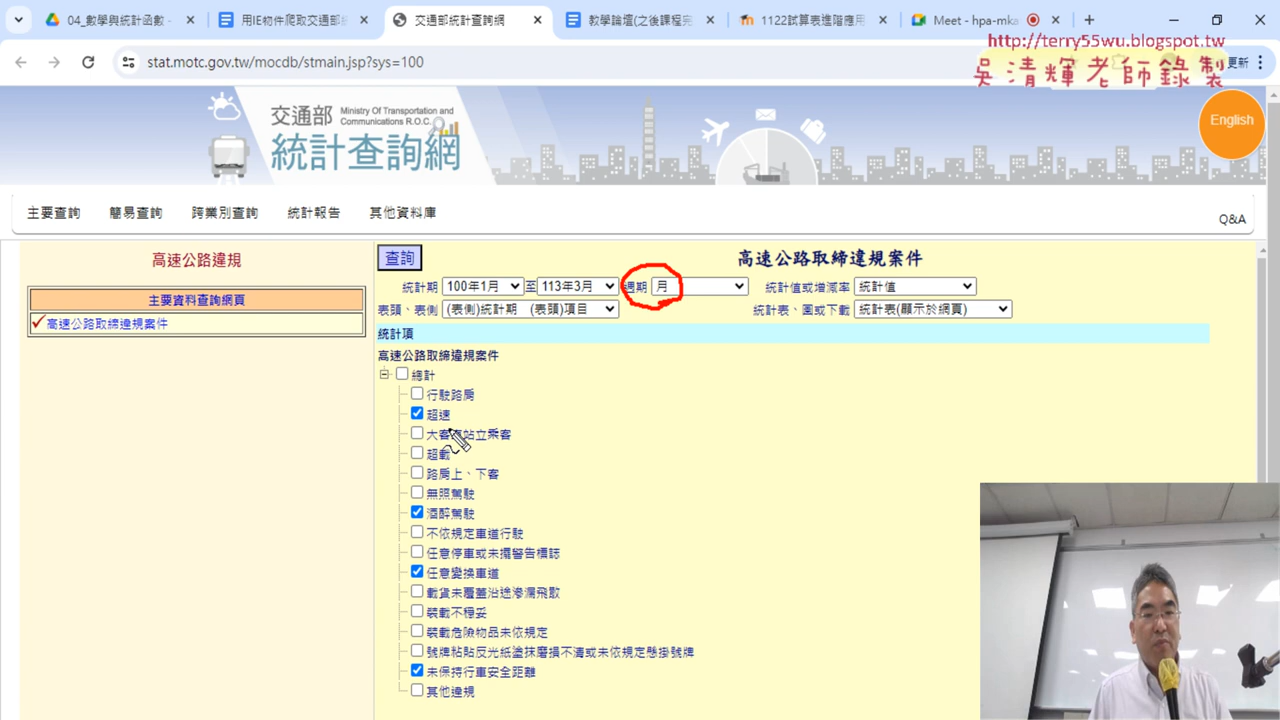 04_數學與統計函數 -
用IE物件爬取交通部統
交通部統計查詢網
教學論壇(之後課程完
1122試算表進階應用
Meet - hpa-mka
http://terry55wu.blogspot.tw
stat.motc.gov.tw/mocdb/stmain.jsp?sys=100
吳清輝老師錄製
更新
交通部
Ministry Of Transportation and
Communications R.O.C.
統計查詢網
English
主要查詢
簡易查詢
跨業別查詢
統計報告
其他資料庫
Q&A
高速公路違規
主要資料查詢網頁
高速公路取締違規案件
查詢
高速公路取締違規案件
統計期 100年1月 至 113年3月 週期 月 統計值或增減率 統計值
表頭、表側 (表側)統計期 (表頭)項目 統計表、圖或下載 統計表(顯示於網頁)
統計項
高速公路取締違規案件
總計
行駛路肩
超速
大客車站立乘客
超載
路肩上、下客
無照駕駛
酒醉駕駛
不依規定車道行駛
任意停車或未擺警告標誌
任意變換車道
載貨未覆蓋沿途滲漏飛散
裝載不穩妥
裝載危險物品未依規定
號牌粘貼反光紙塗抹磨損不清或未依規定懸掛號牌
未保持行車安全距離
其他違規